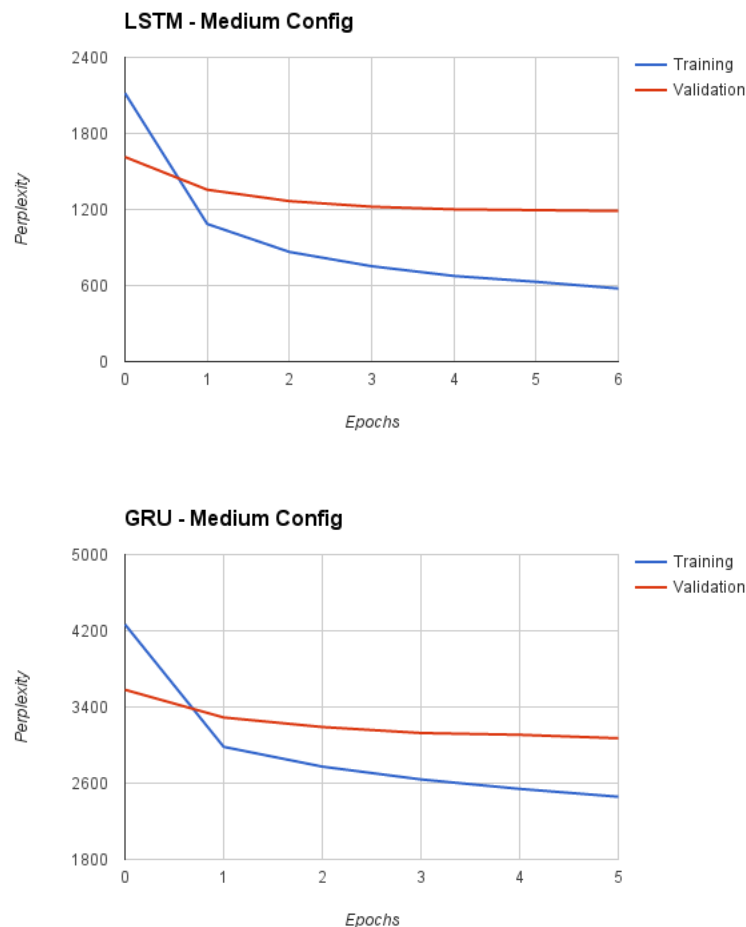 LSTM - Medium Config
2400
1800
1200
600
0
Perplexity
0 1 2 3 4 5 6
Epochs
Training
Validation
GRU - Medium Config
5000
4200
3400
2600
1800
Perplexity
0 1 2 3 4 5
Epochs
Training
Validation